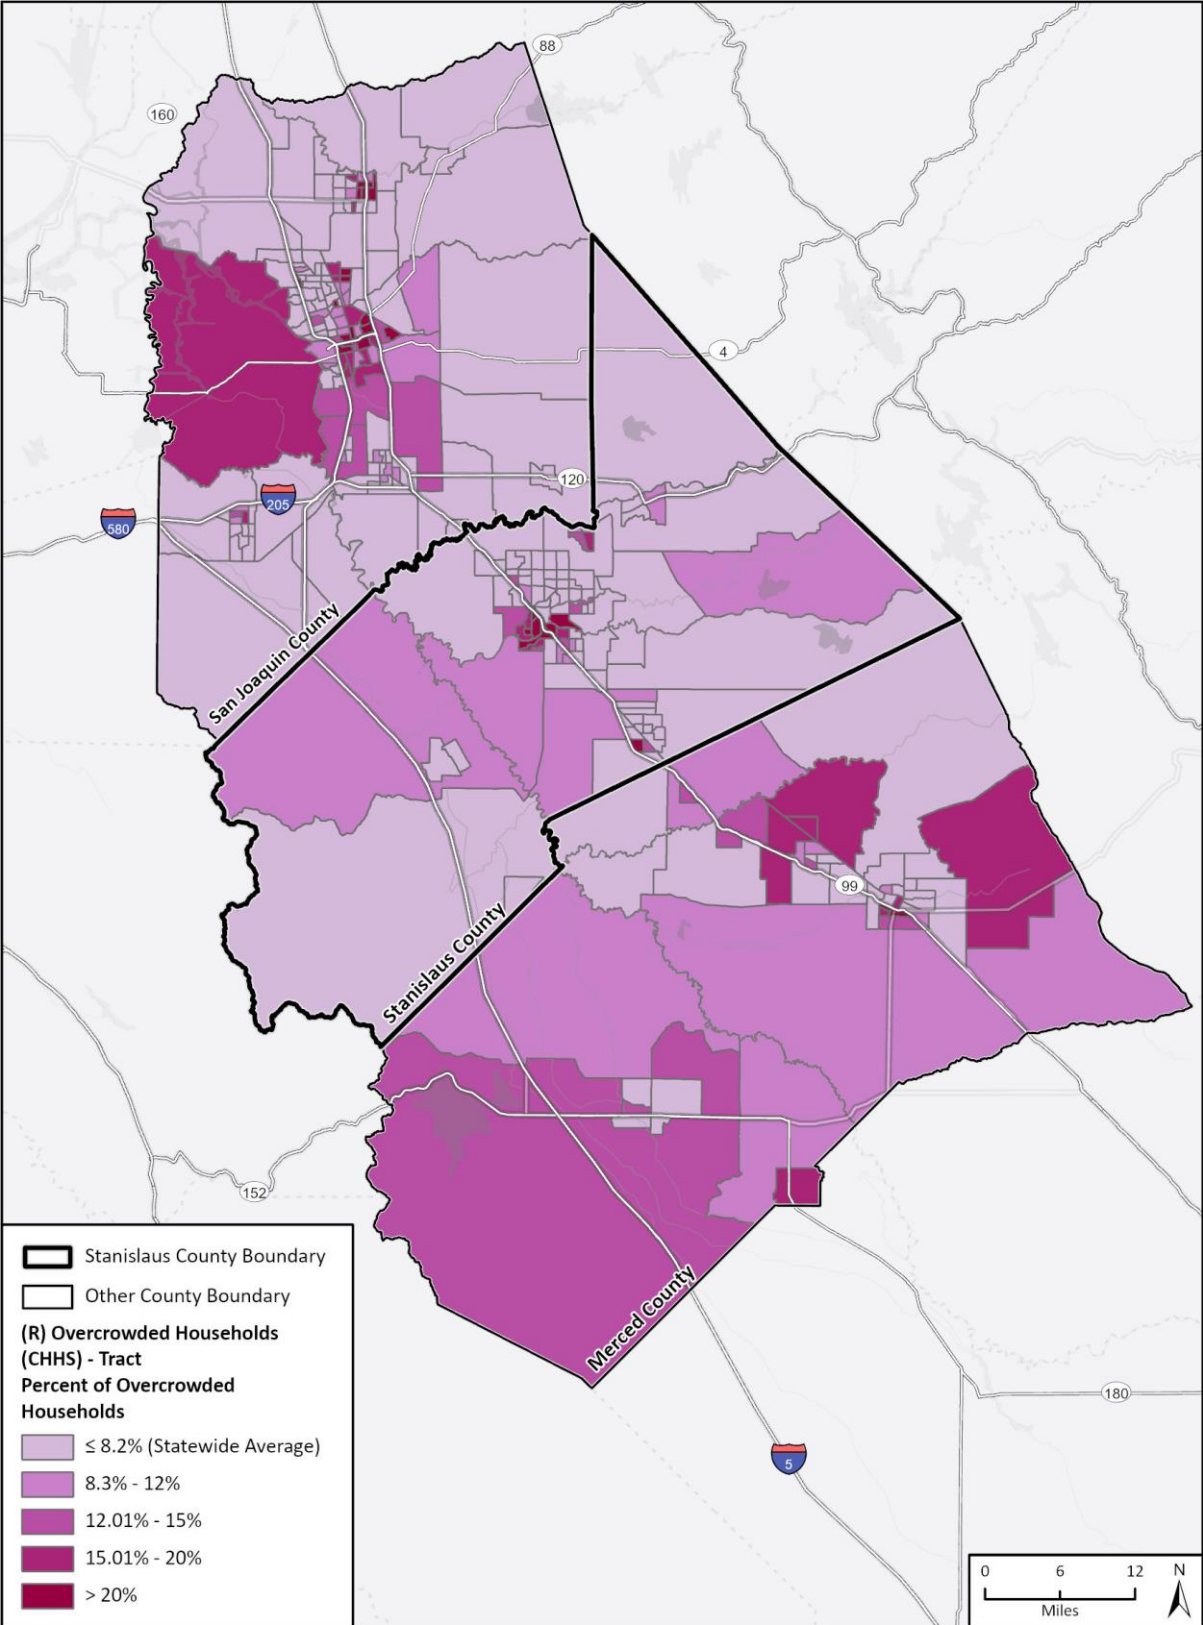 88
160
4
120
205
580
San Joaquin County
99
Stanislaus County
152
Merced County
180
5
Stanislaus County Boundary
Other County Boundary
(R) Overcrowded Households
(CHHS) - Tract
Percent of Overcrowded
Households
≤ 8.2% (Statewide Average)
8.3% - 12%
12.01% - 15%
15.01% - 20%
> 20%
0 6 12 N
Miles